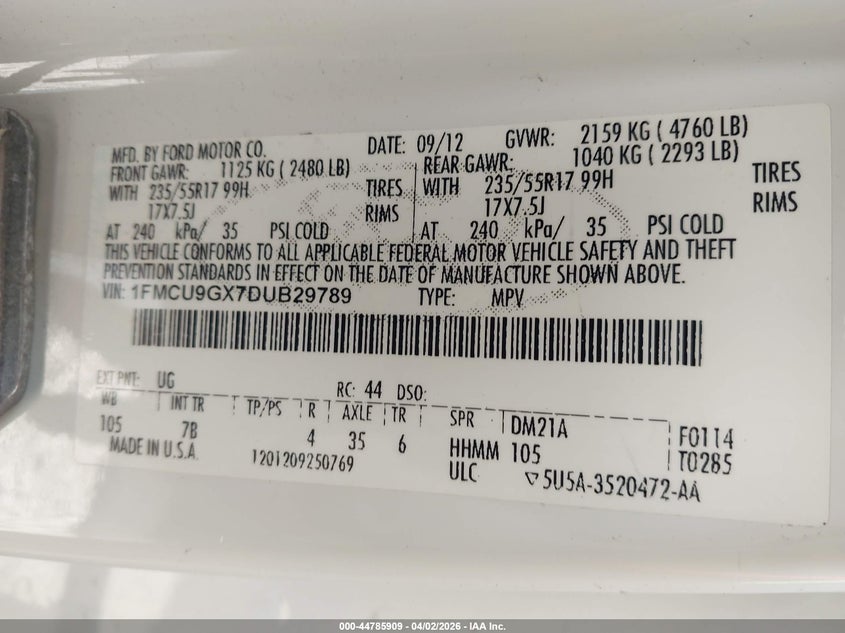 MFD. BY FORD MOTOR CO. DATE: 09/12 GVWR: 2159 KG ( 4760 LB)
FRONT GAWR: 1125 KG ( 2480 LB) REAR GAWR: 1040 KG ( 2293 LB)
WITH 235/55R17 99H TIRES WITH 235/55R17 99H TIRES
17X7.5J RIMS 17X7.5J RIMS
AT 240 kPa/ 35 PSI COLD AT 240 kPa/ 35 PSI COLD
THIS VEHICLE CONFORMS TO ALL APPLICABLE FEDERAL MOTOR VEHICLE SAFETY AND THEFT
PREVENTION STANDARDS IN EFFECT ON THE DATE OF MANUFACTURE SHOWN ABOVE.
VIN: 1FMCU9GX7DUB29789 TYPE: MPV
EXT PNT: UG RC: 44 DSO:
WB INT TR TP/PS R AXLE TR SPR DM21A F0114
105 7B 4 35 6 HHMM 105 T0285
MADE IN U.S.A. 1201209250769 ULC 5U5A-3520472-AA
000-44785909 - 04/02/2026 - IAA Inc.